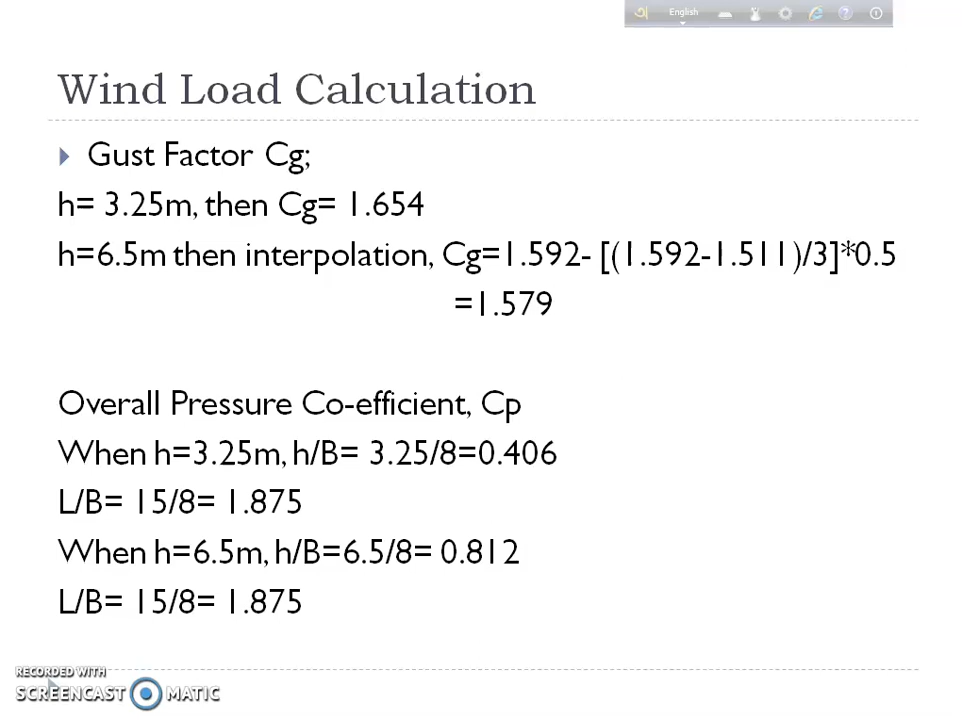 অ English
Wind Load Calculation
Gust Factor Cg;
h= 3.25m, then Cg= 1.654
h=6.5m then interpolation, Cg=1.592- [(1.592-1.511)/3]*0.5
=1.579
Overall Pressure Co-efficient, Cp
When h=3.25m, h/B= 3.25/8=0.406
L/B= 15/8= 1.875
When h=6.5m, h/B=6.5/8= 0.812
L/B= 15/8= 1.875
RECORDED WITH
SCREENCAST MATIC